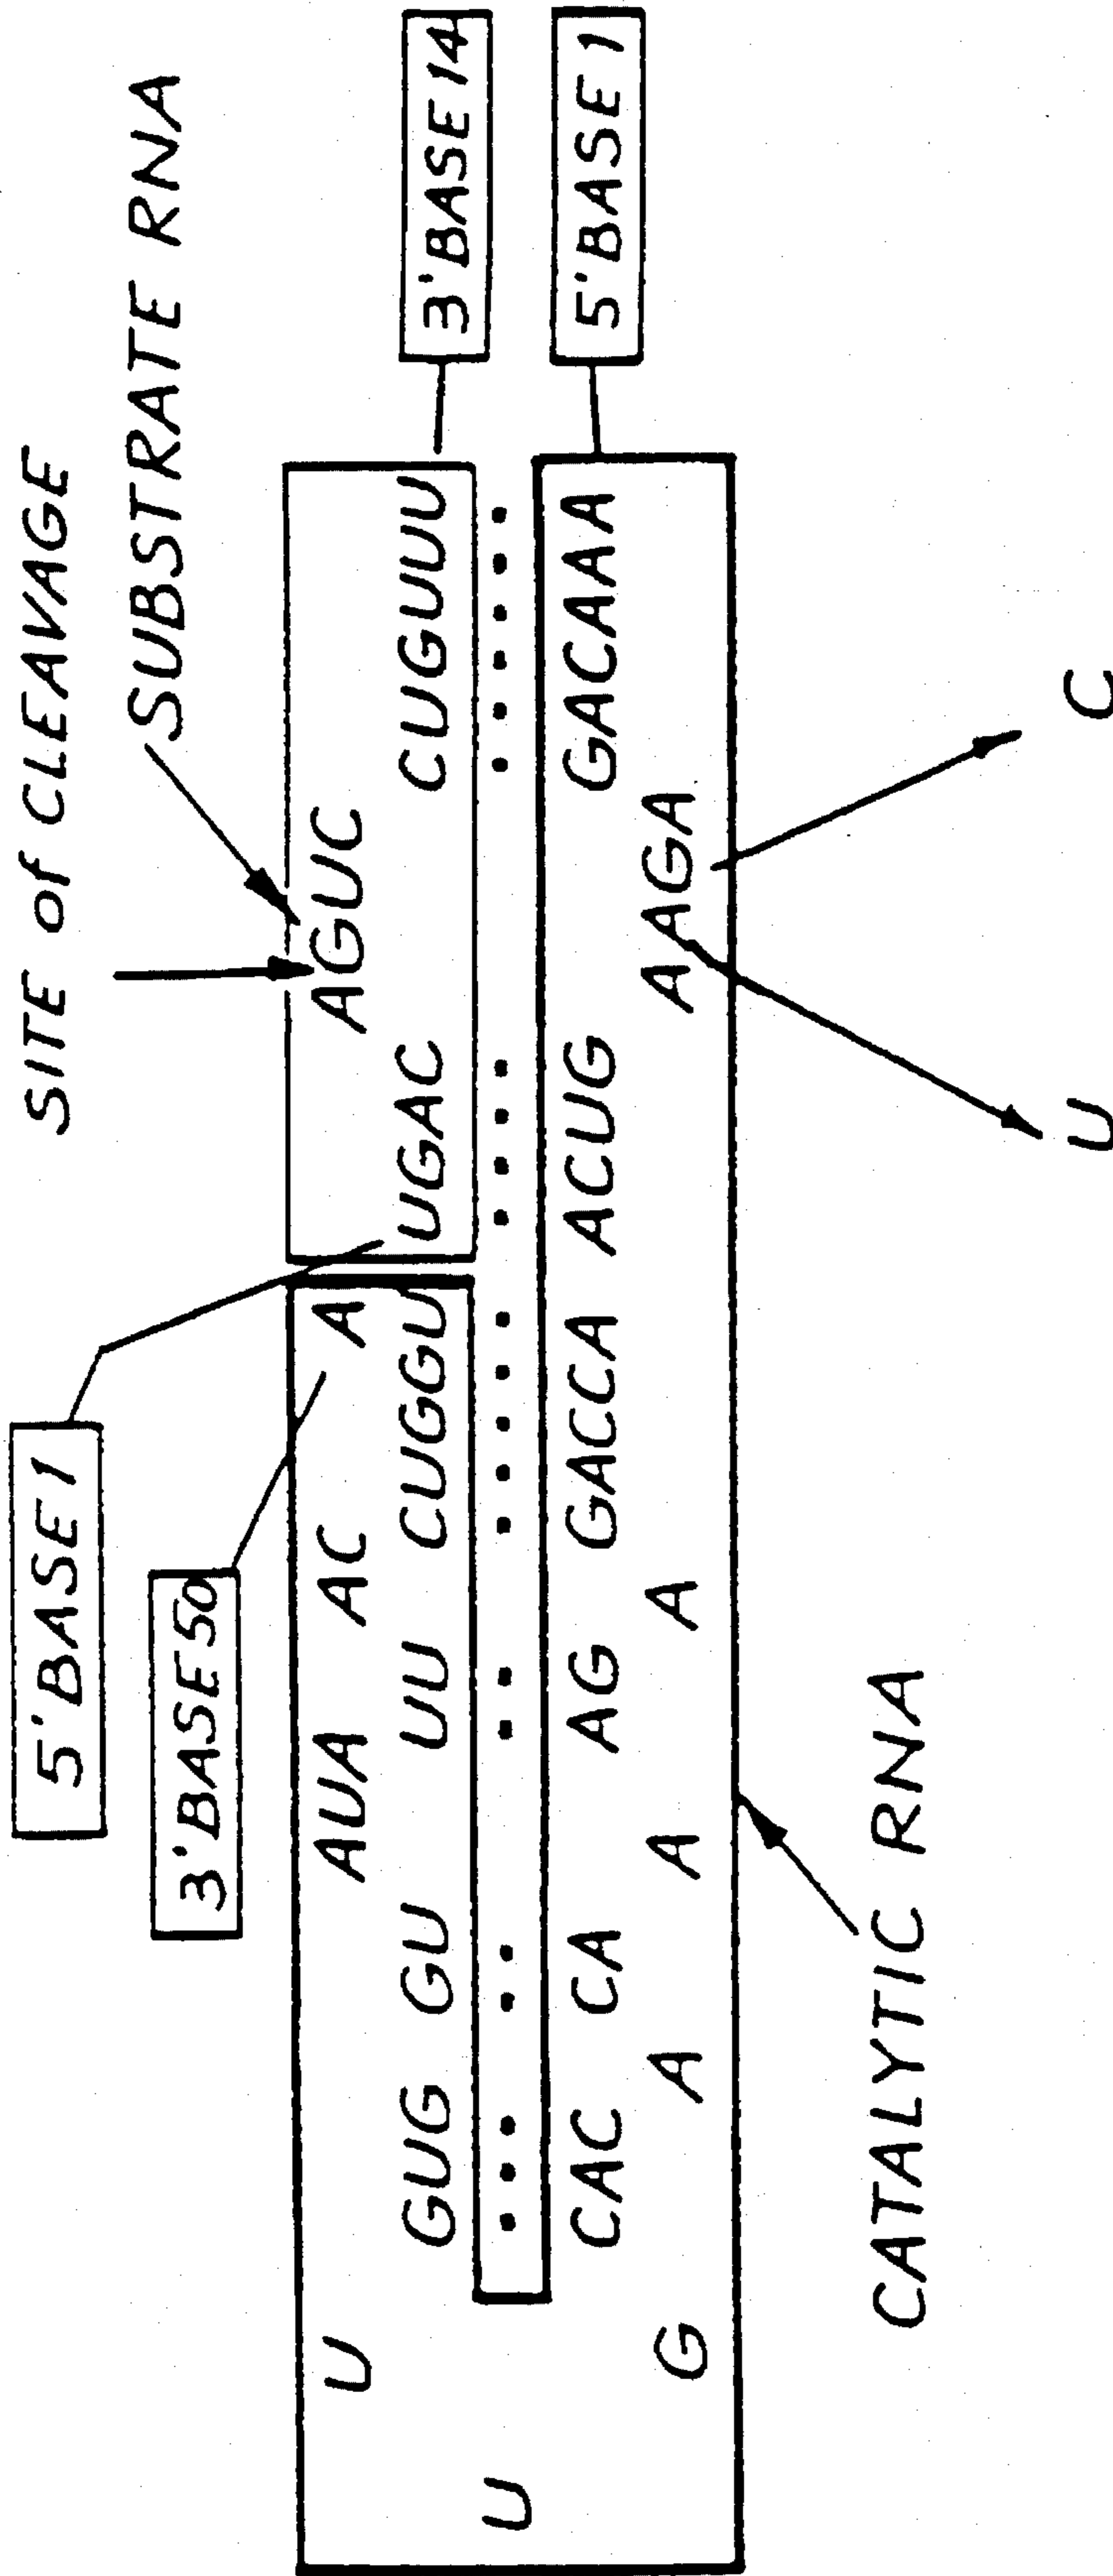 SITE of CLEAVAGE
SUBSTRATE RNA
5'BASE 1
3'BASE 50
3'BASE 14
5'BASE 1
U AUA AC A AGUC
GUG GU UU CUGGU UGAC CUGUUU
U
CAC CA AG GACCA ACUG GACAAA
G A A A A AGA
CATALYTIC RNA
U C